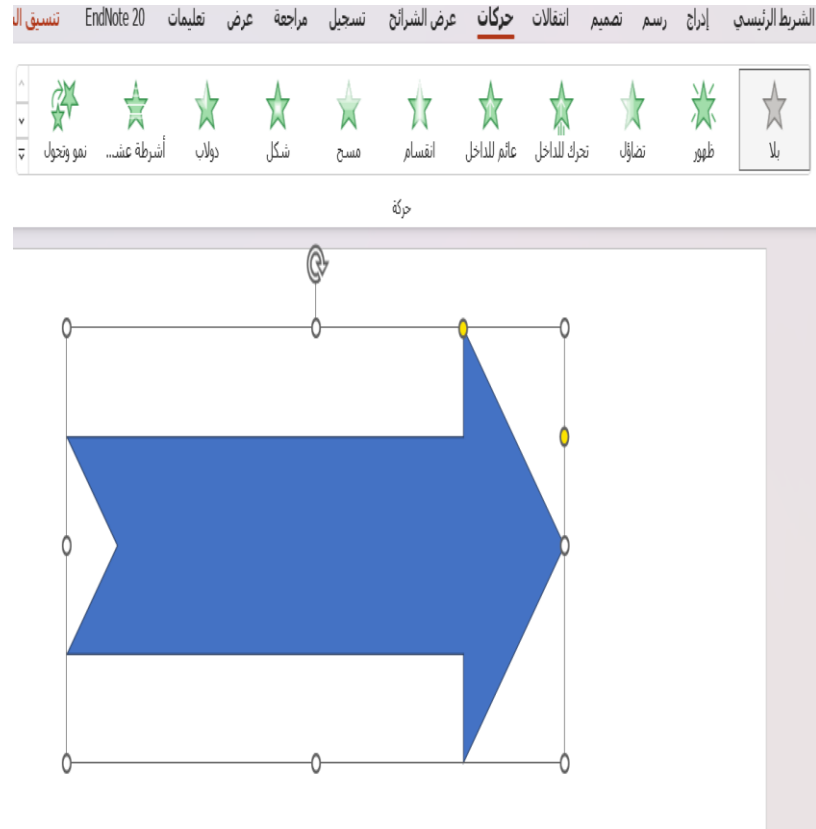 الشريط الرئيسي إدراج رسم تصميم انتقالات حركات عرض الشرائح تسجيل مراجعة عرض تعليمات EndNote 20 تنسيق
بلا ظهور تضاؤل تحرك للداخل عائم للداخل انقسام مسح شكل دولاب أشرطة عشـ... نمو وتحول
حركة